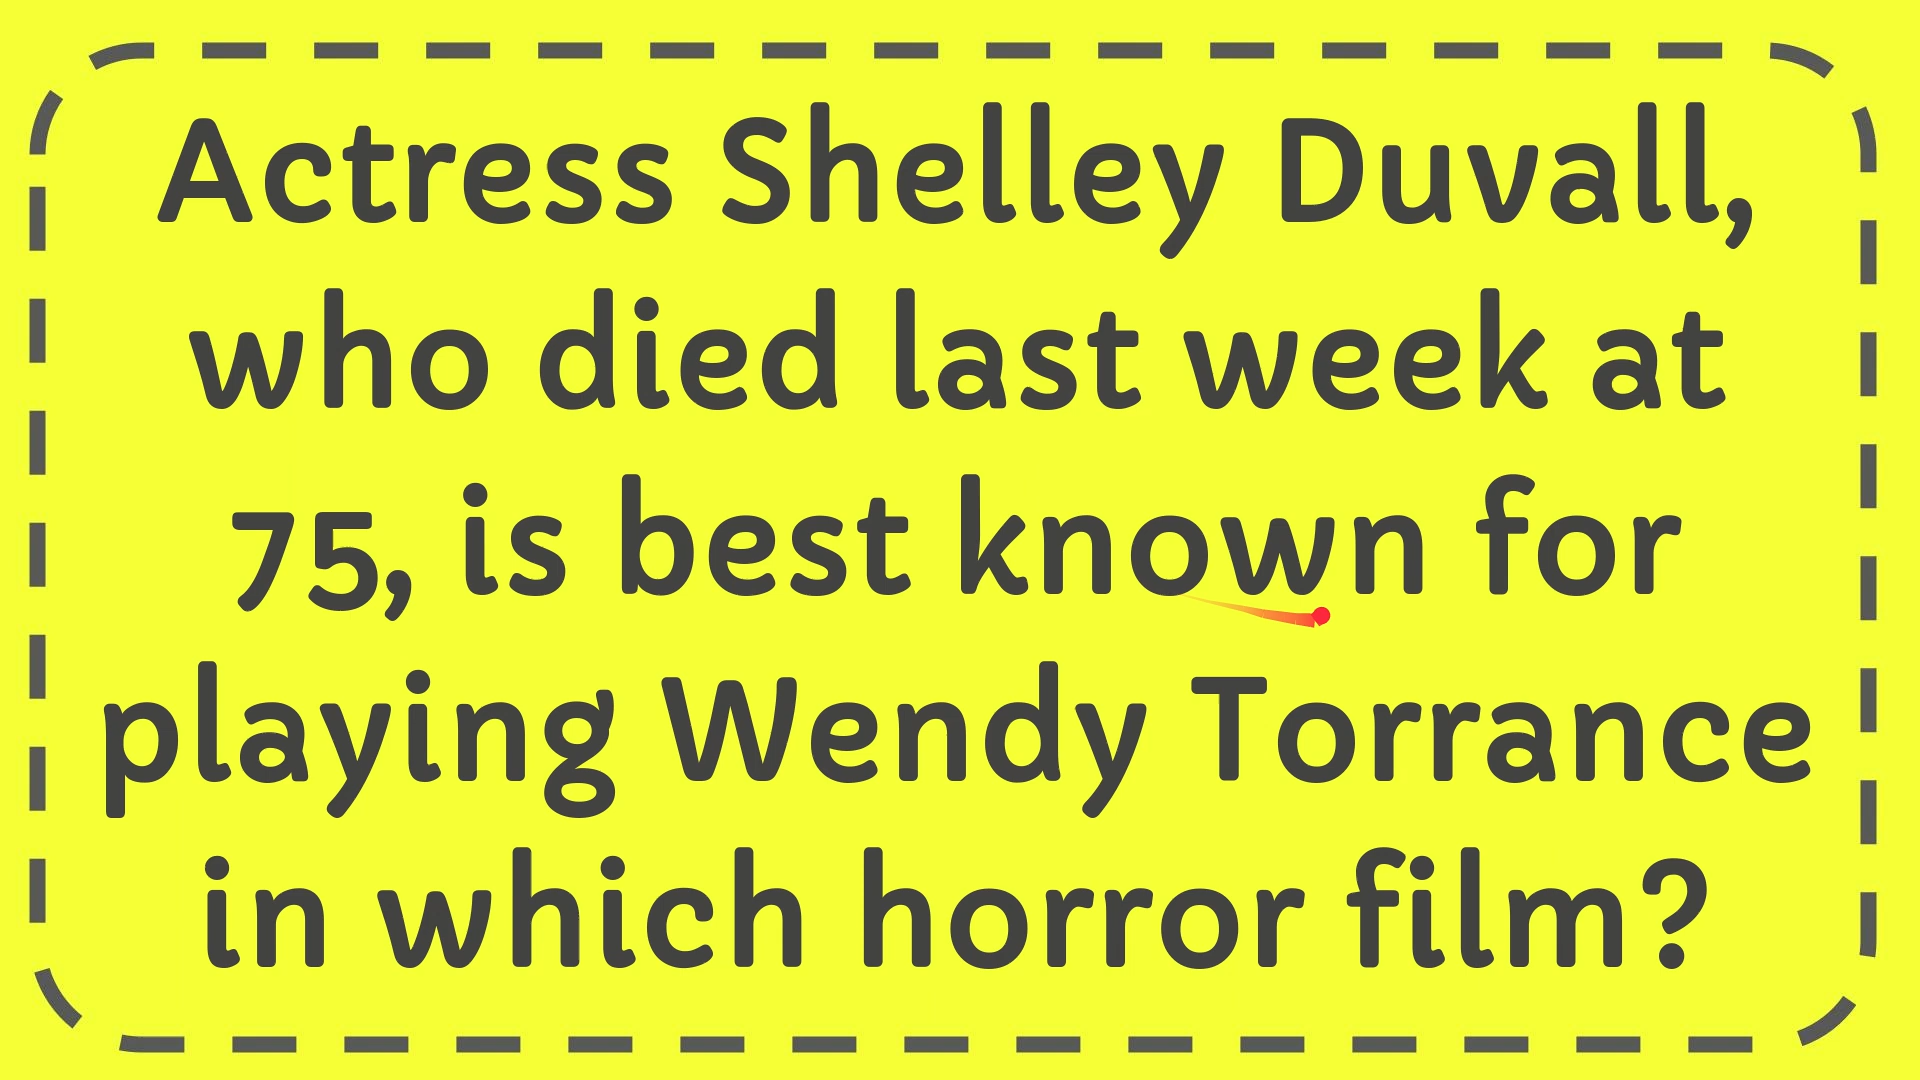 Actress Shelley Duvall,
who died last week at
75, is best known for
playing Wendy Torrance
in which horror film?